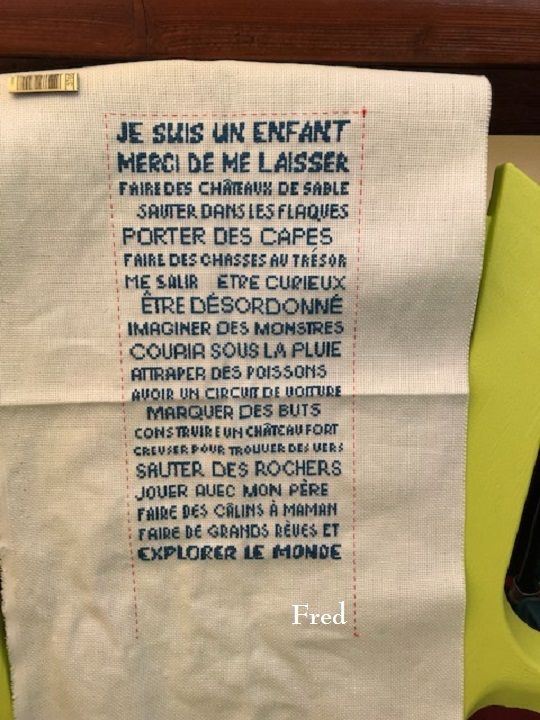 JE SUIS UN ENFANT
MERCI DE ME LAISSER
FAIRE DES CHÂTEAUX DE SABLE
SAUTER DANS LES FLAQUES
PORTER DES CAPES
FAIRE DES CHASSES AU TRÉSOR
ME SALIR ETRE CURIEUX
ÊTRE DÉSORDONNÉ
IMAGINER DES MONSTRES
COURIR SOUS LA PLUIE
ATTRAPER DES POISSONS
AVOIR UN CIRCUIT DE VOITURE
MARQUER DES BUTS
CONSTRUIRE UN CHÂTEAU FORT
CREUSER POUR TROUVER DES VERS
SAUTER DES ROCHERS
JOUER AVEC MON PÈRE
FAIRE DES CÂLINS À MAMAN
FAIRE DE GRANDS RÊVES ET
EXPLORER LE MONDE
Fred